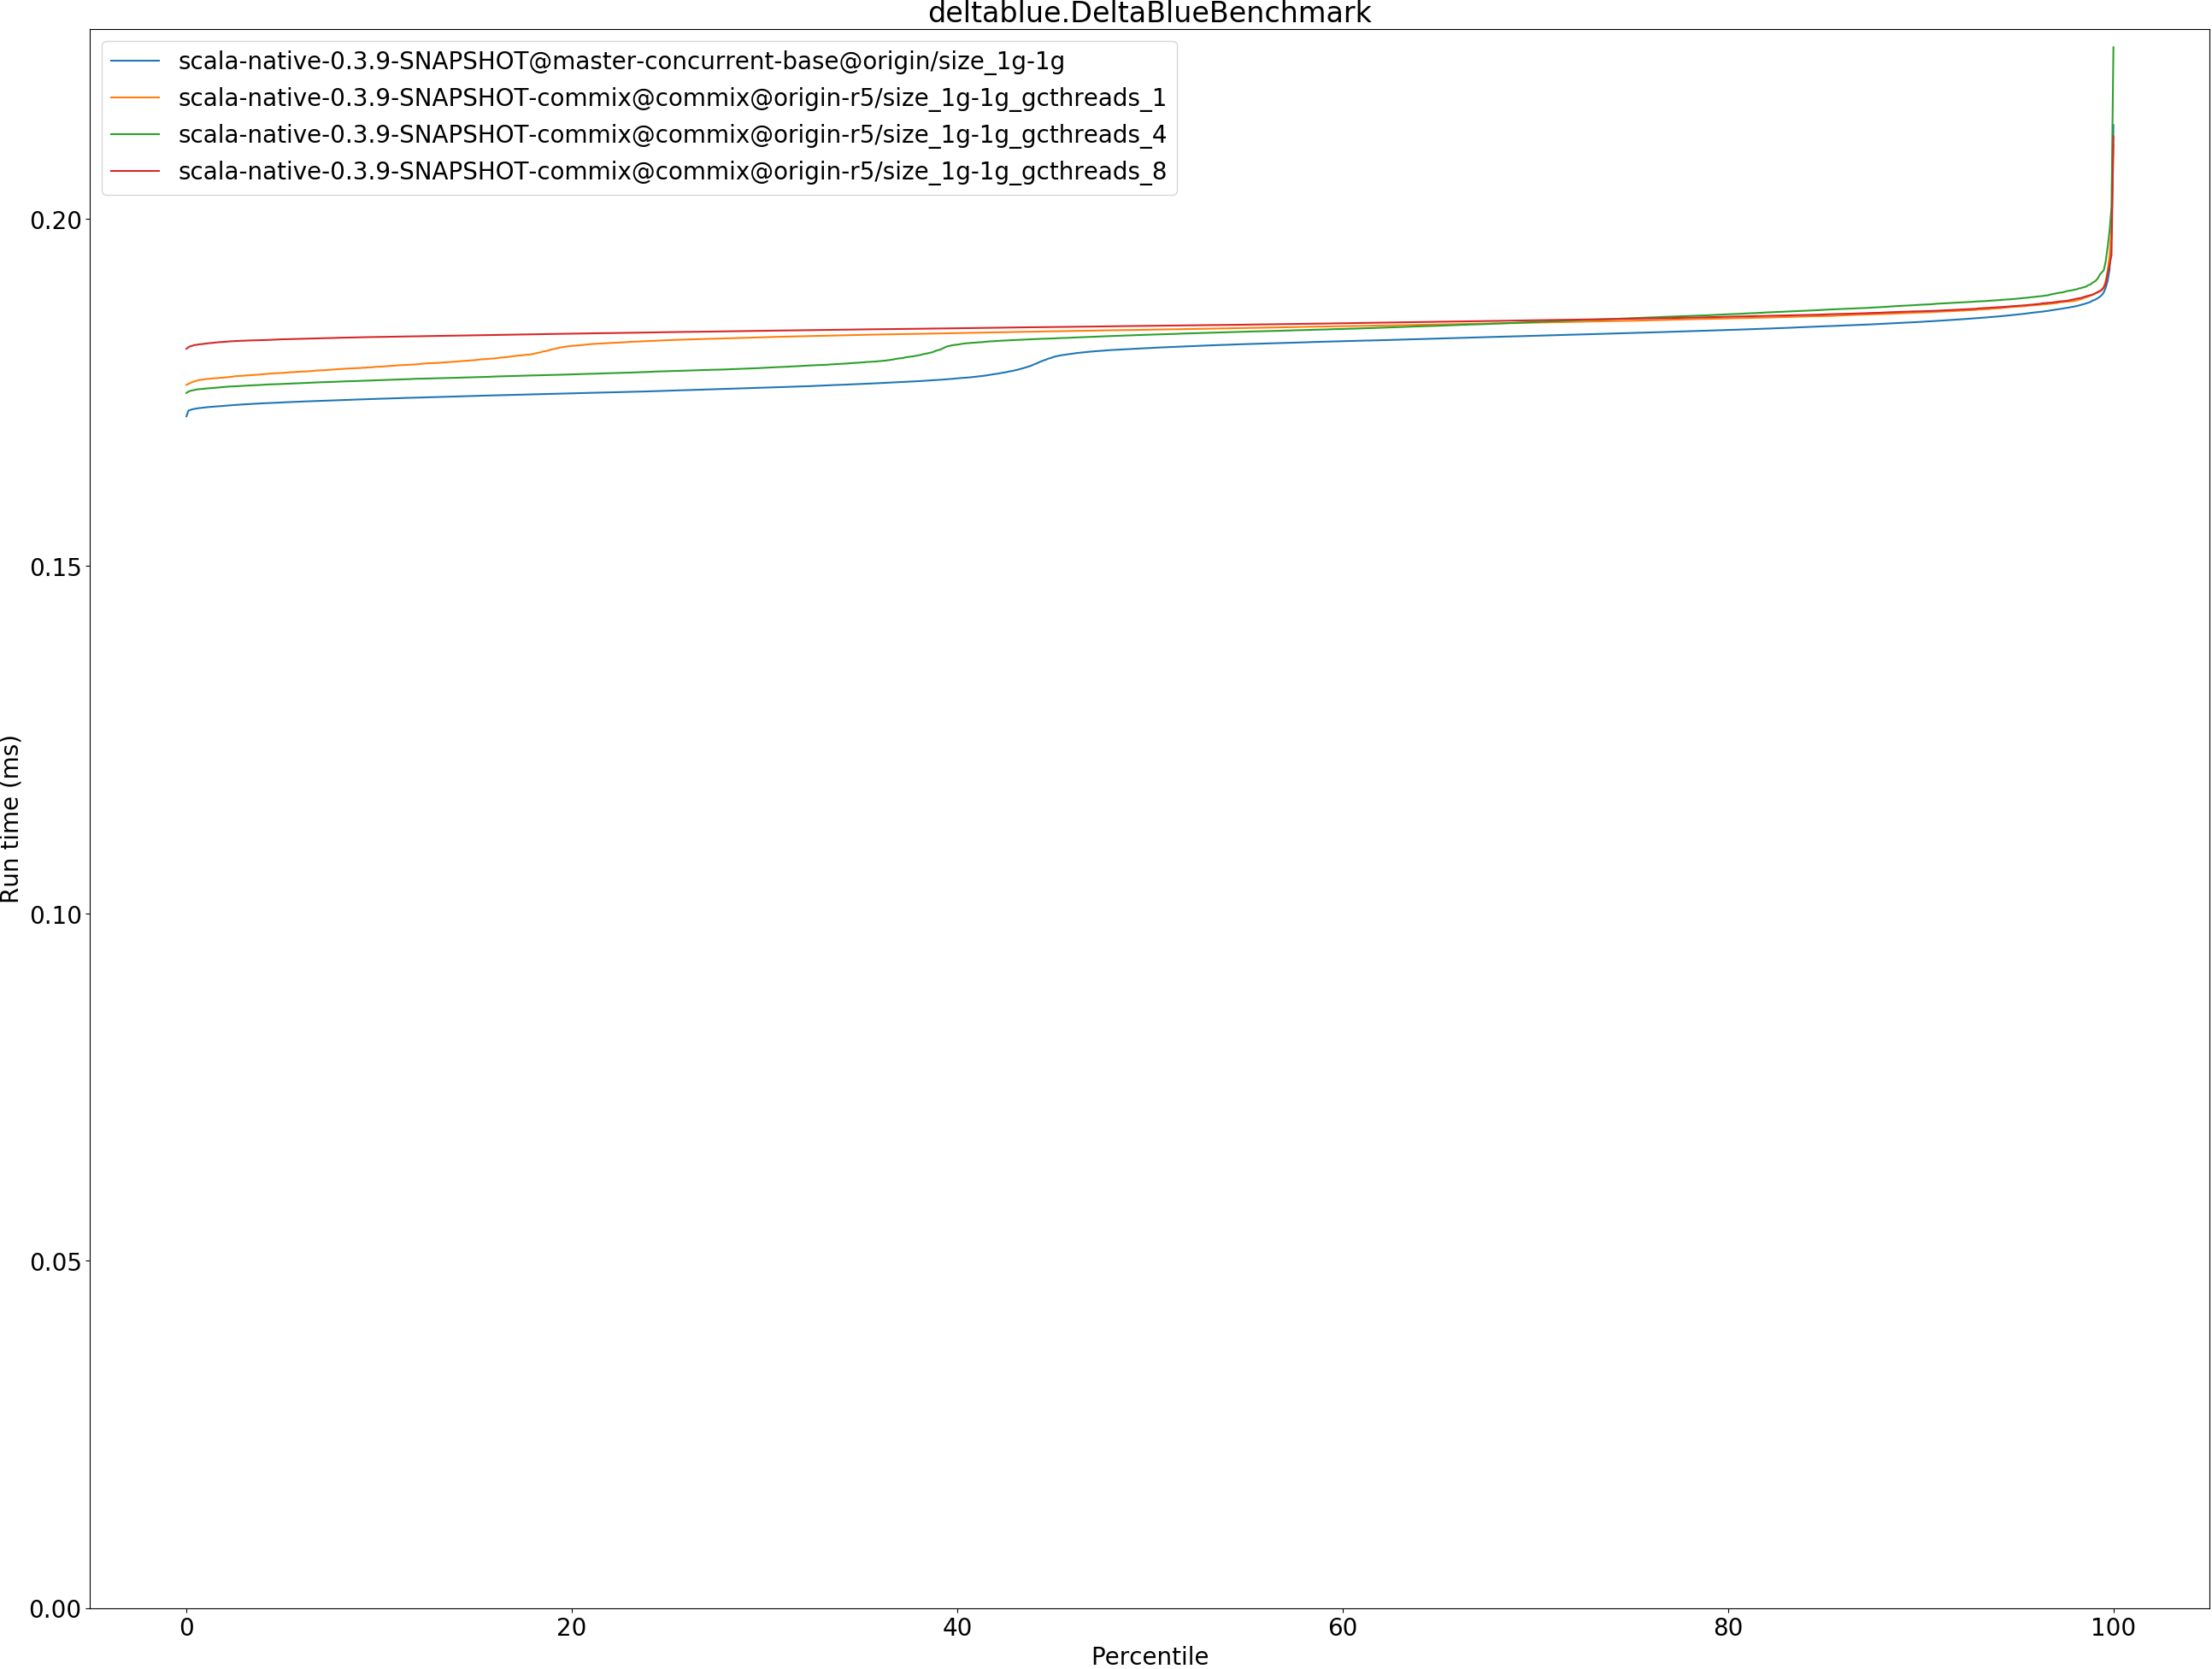 deltablue.DeltaBlueBenchmark
scala-native-0.3.9-SNAPSHOT@master-concurrent-base@origin/size_1g-1g
scala-native-0.3.9-SNAPSHOT-commix@commix@origin-r5/size_1g-1g_gcthreads_1
scala-native-0.3.9-SNAPSHOT-commix@commix@origin-r5/size_1g-1g_gcthreads_4
scala-native-0.3.9-SNAPSHOT-commix@commix@origin-r5/size_1g-1g_gcthreads_8
0.20
0.15
0.10
0.05
0.00
Run time (ms)
0 20 40 60 80 100
Percentile